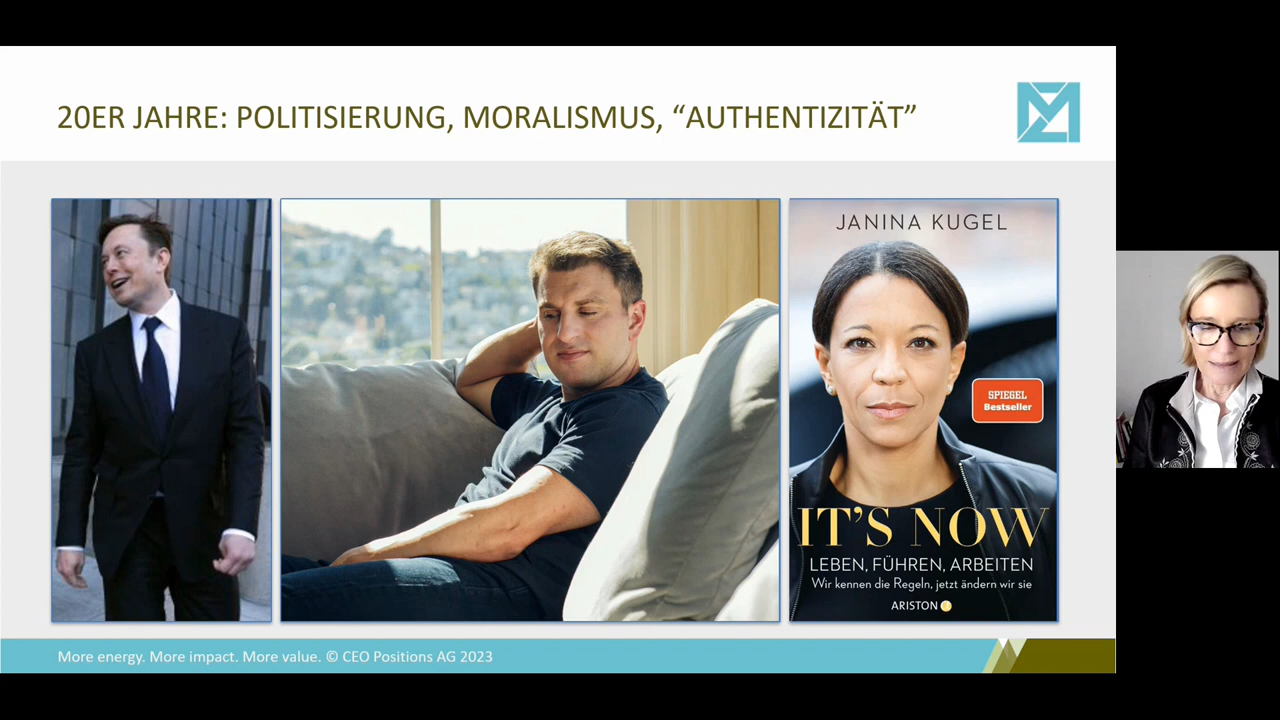 20ER JAHRE: POLITISIERUNG, MORALISMUS, “AUTHENTIZITÄT”
JANINA KUGEL
SPIEGEL
Bestseller
IT’S NOW
LEBEN, FÜHREN, ARBEITEN
Wir kennen die Regeln, jetzt ändern wir sie
ARISTON
More energy. More impact. More value. © CEO Positions AG 2023